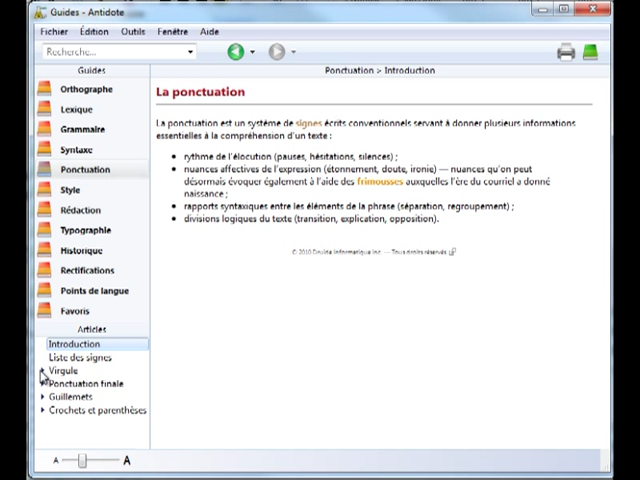 Guides - Antidote
Fichier Édition Outils Fenêtre Aide
Recherche...
Guides
Ponctuation > Introduction
Orthographe
Lexique
Grammaire
Syntaxe
Ponctuation
Style
Rédaction
Typographie
Historique
Rectifications
Points de langue
Favoris
Articles
Introduction
Liste des signes
Virgule
Ponctuation finale
Guillemets
Crochets et parenthèses
A A
La ponctuation
La ponctuation est un système de signes écrits conventionnels servant à donner plusieurs informations
essentielles à la compréhension d'un texte :
• rythme de l'élocution (pauses, hésitations, silences) ;
• nuances affectives de l'expression (étonnement, doute, ironie) — nuances qu'on peut
désormais évoquer également à l'aide des frimousses auxquelles l'ère du courriel a donné
naissance ;
• rapports syntaxiques entre les éléments de la phrase (séparation, regroupement) ;
• divisions logiques du texte (transition, explication, opposition).
© 2010 Druide informatique inc. — Tous droits réservés